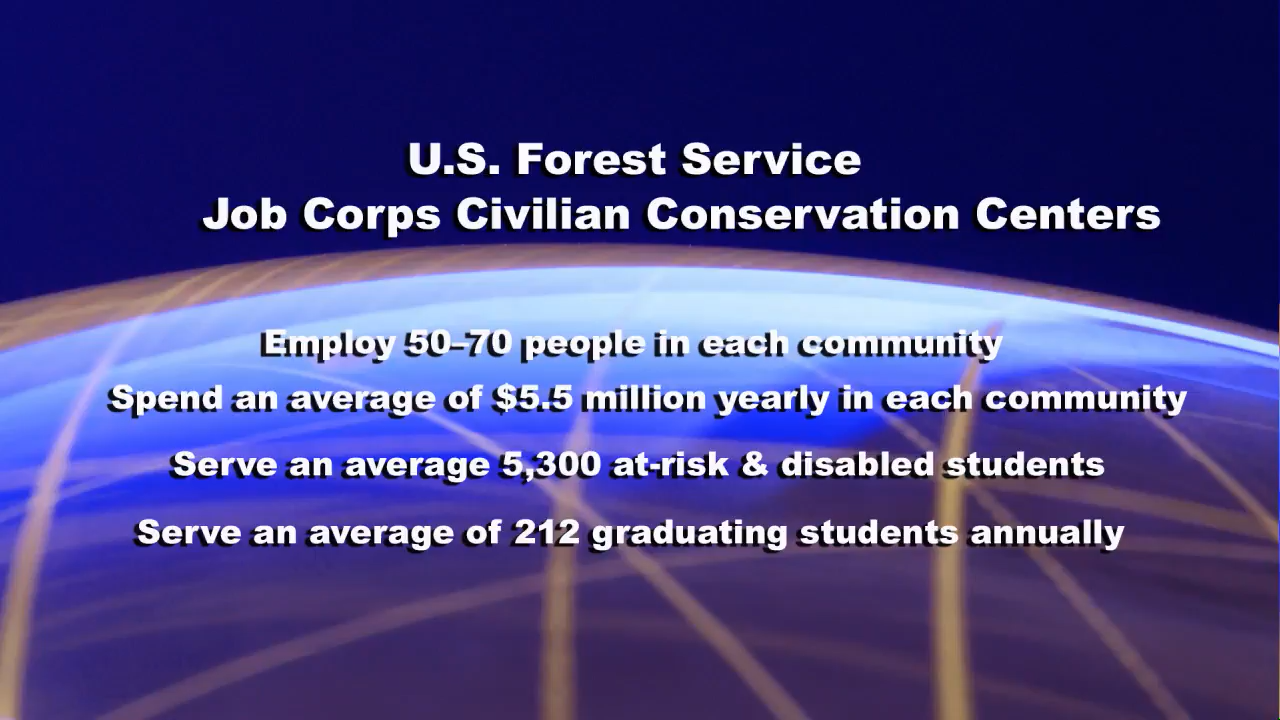 U.S. Forest Service
Job Corps Civilian Conservation Centers
Employ 50–70 people in each community
Spend an average of $5.5 million yearly in each community
Serve an average 5,300 at-risk & disabled students
Serve an average of 212 graduating students annually